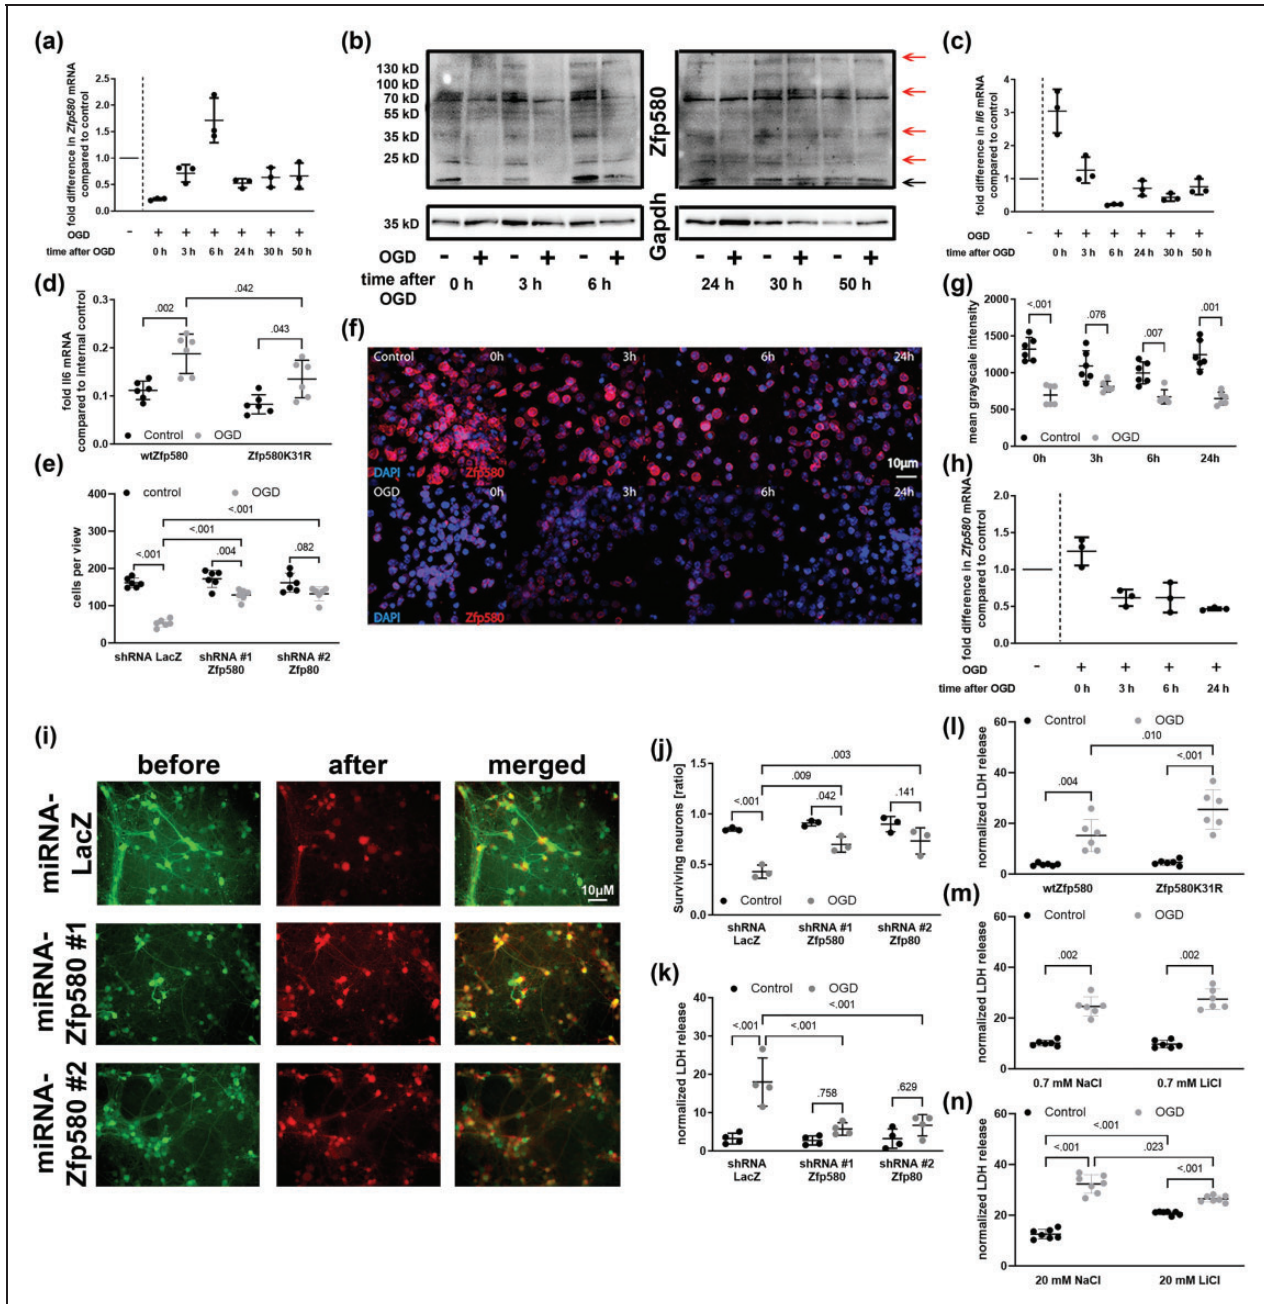 (a)
fold difference in Zfp580 mRNA
compared to control
2.5
2.0
1.5
1.0
0.5
0.0
OGD - + + + + + +
time after OGD 0 h 3 h 6 h 24 h 30 h 50 h
(b)
130 kD
100 kD
70 kD
55 kD
35 kD
25 kD
35 kD
Zfp580
Gapdh
OGD - + - + - + - + - + - +
time after
OGD
0 h 3 h 6 h 24 h 30 h 50 h
(c)
fold difference in Il6 mRNA
compared to control
4
3
2
1
0
OGD - + + + + + +
time after OGD 0 h 3 h 6 h 24 h 30 h 50 h
(d)
fold Il6 mRNA
compared to internal control
0.3
0.2
0.1
0.0
.002
.042
.043
Control OGD
wtZfp580 Zfp580K31R
(e)
control OGD
cells per view
400
300
200
100
0
<.001
<.001
<.001
.004
.082
shRNA LacZ
shRNA #1
Zfp580
shRNA #2
Zfp80
(f)
Control 0h 3h 6h 24h
DAPI Zfp580
10µm
OGD 0h 3h 6h 24h
DAPI Zfp580
(g)
mean grayscale intensity
2000
1500
1000
500
0
<.001
.076
.007
.001
Control OGD
0h 3h 6h 24h
(h)
fold difference in Zfp580 mRNA
compared to control
2.0
1.5
1.0
0.5
0.0
OGD - + + + +
time after OGD 0 h 3 h 6 h 24 h
(i)
before after merged
miRNA-
LacZ
10µM
miRNA-
Zfp580 #1
miRNA-
Zfp580 #2
(j)
Surviving neurons [ratio]
1.5
1.0
0.5
0.0
.003
.009
<.001
.042
.141
Control OGD
shRNA
LacZ
shRNA #1
Zfp580
shRNA #2
Zfp80
(k)
Control OGD
normalized LDH release
40
30
20
10
0
<.001
<.001
<.001
.758
.629
shRNA
LacZ
shRNA #1
Zfp580
shRNA #2
Zfp80
(l)
Control OGD
normalized LDH release
60
40
20
0
.010
.004
<.001
wtZfp580 Zfp580K31R
(m)
Control OGD
normalized LDH release
60
40
20
0
.002
.002
0.7 mM NaCl 0.7 mM LiCl
(n)
Control OGD
normalized LDH release
60
40
20
0
<.001
<.001
.023
<.001
20 mM NaCl 20 mM LiCl